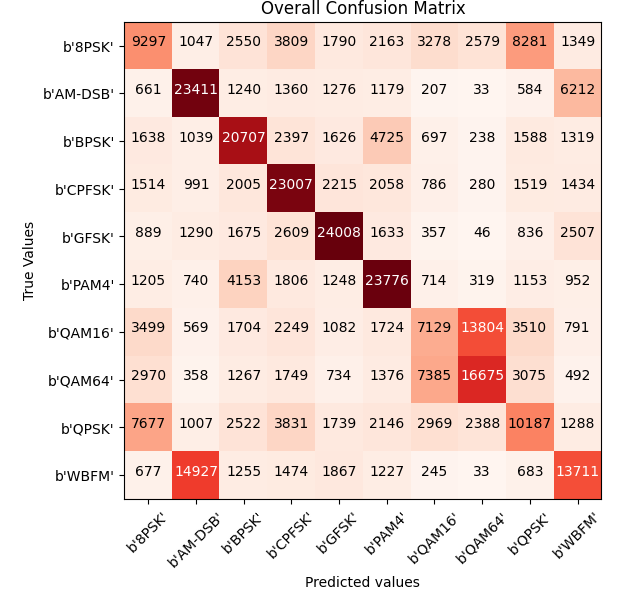 Overall Confusion Matrix
True Values
b'8PSK' 9297 1047 2550 3809 1790 2163 3278 2579 8281 1349
b'AM-DSB' 661 23411 1240 1360 1276 1179 207 33 584 6212
b'BPSK' 1638 1039 20707 2397 1626 4725 697 238 1588 1319
b'CPFSK' 1514 991 2005 23007 2215 2058 786 280 1519 1434
b'GFSK' 889 1290 1675 2609 24008 1633 357 46 836 2507
b'PAM4' 1205 740 4153 1806 1248 23776 714 319 1153 952
b'QAM16' 3499 569 1704 2249 1082 1724 7129 13804 3510 791
b'QAM64' 2970 358 1267 1749 734 1376 7385 16675 3075 492
b'QPSK' 7677 1007 2522 3831 1739 2146 2969 2388 10187 1288
b'WBFM' 677 14927 1255 1474 1867 1227 245 33 683 13711
b'8PSK' b'AM-DSB' b'BPSK' b'CPFSK' b'GFSK' b'PAM4' b'QAM16' b'QAM64' b'QPSK' b'WBFM'
Predicted values